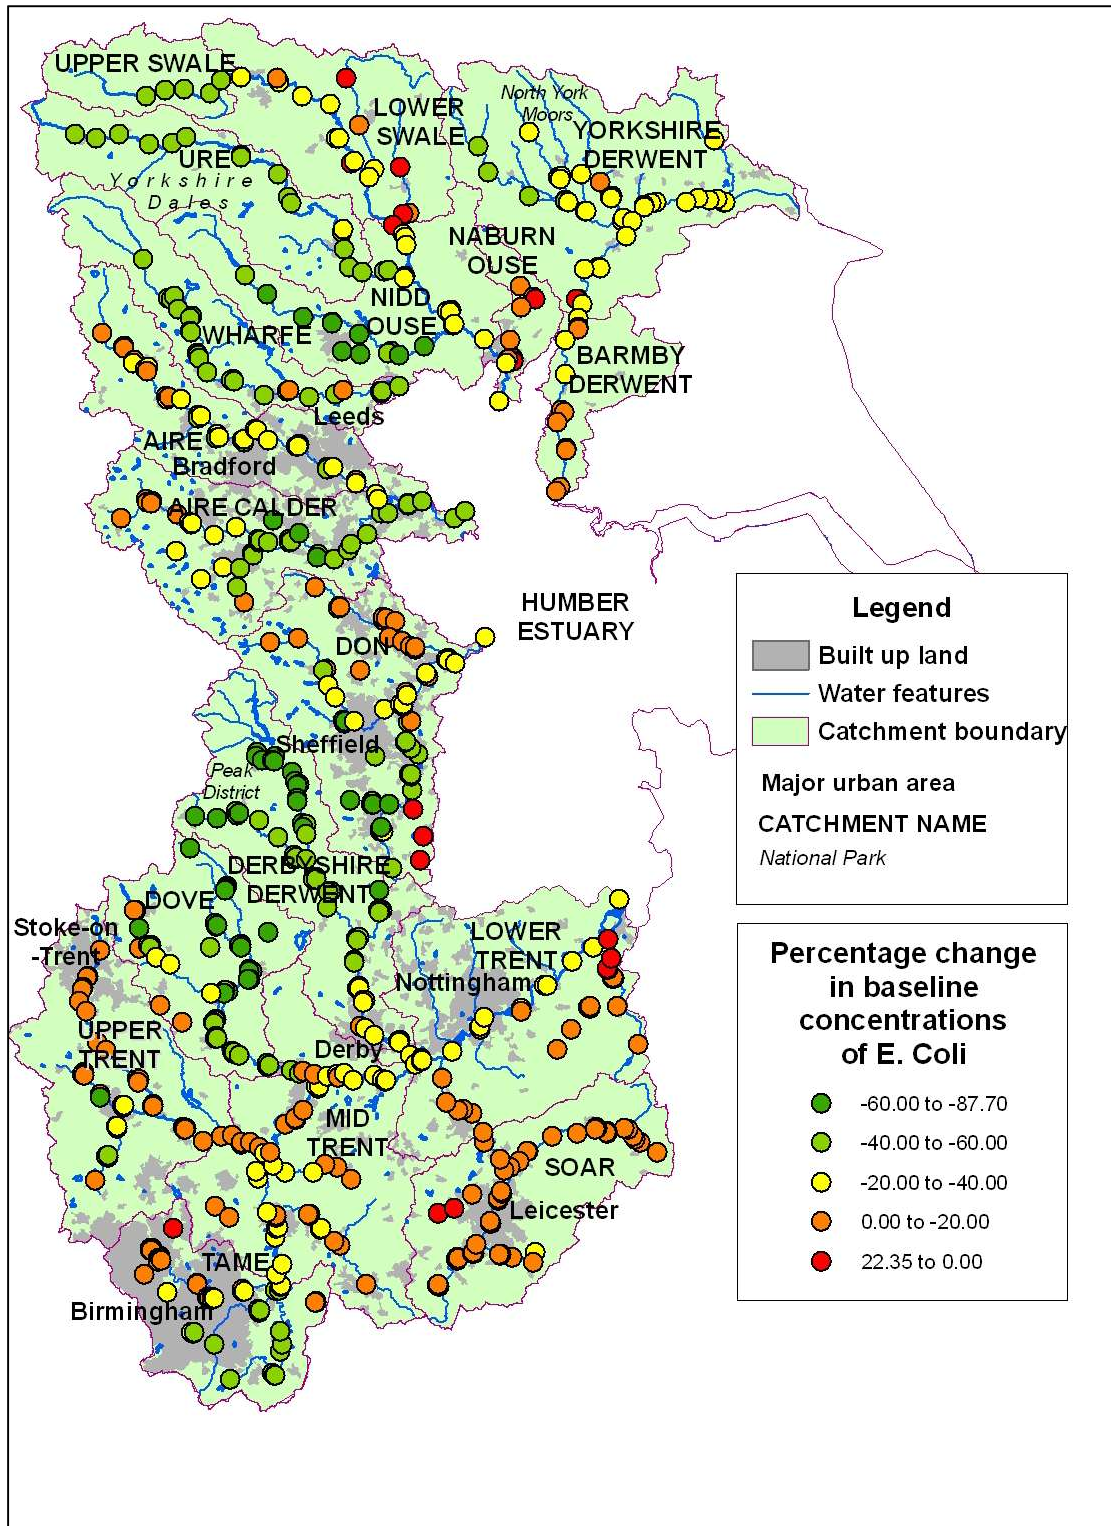 UPPER SWALE
LOWER
SWALE
North York
Moors
YORKSHIRE
DERWENT
URE
Yorkshire
Dales
NABURN
OUSE
NIDD
OUSE
WHARFE
BARMBY
DERWENT
Leeds
AIRE
Bradford
AIRE CALDER
HUMBER
ESTUARY
DON
Sheffield
Peak
District
DERBYSHIRE
DERWENT
DOVE
Stoke-on
-Trent
LOWER
TRENT
Nottingham
UPPER
TRENT
Derby
MID
TRENT
SOAR
Leicester
TAME
Birmingham
Legend
Built up land
Water features
Catchment boundary
Major urban area
CATCHMENT NAME
National Park
Percentage change
in baseline
concentrations
of E. Coli
-60.00 to -87.70
-40.00 to -60.00
-20.00 to -40.00
0.00 to -20.00
22.35 to 0.00